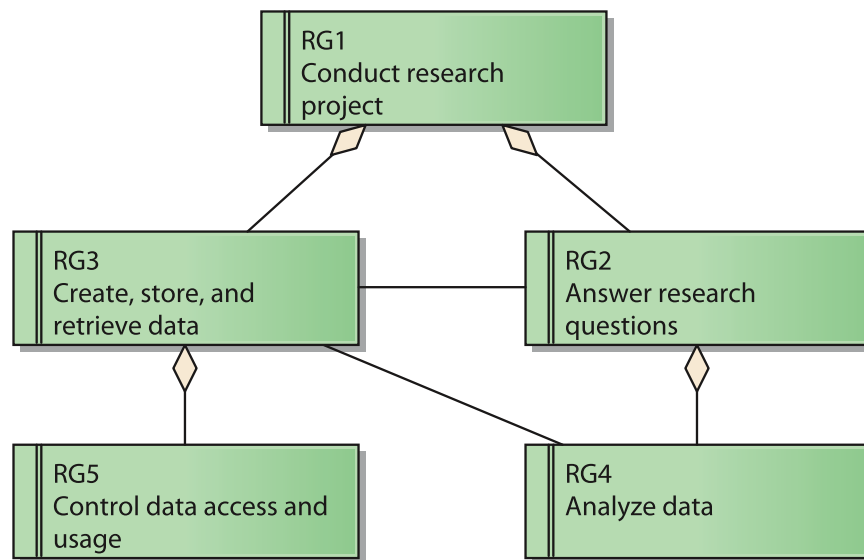 RG1
Conduct research
project
RG3
Create, store, and
retrieve data
RG2
Answer research
questions
RG5
Control data access and
usage
RG4
Analyze data